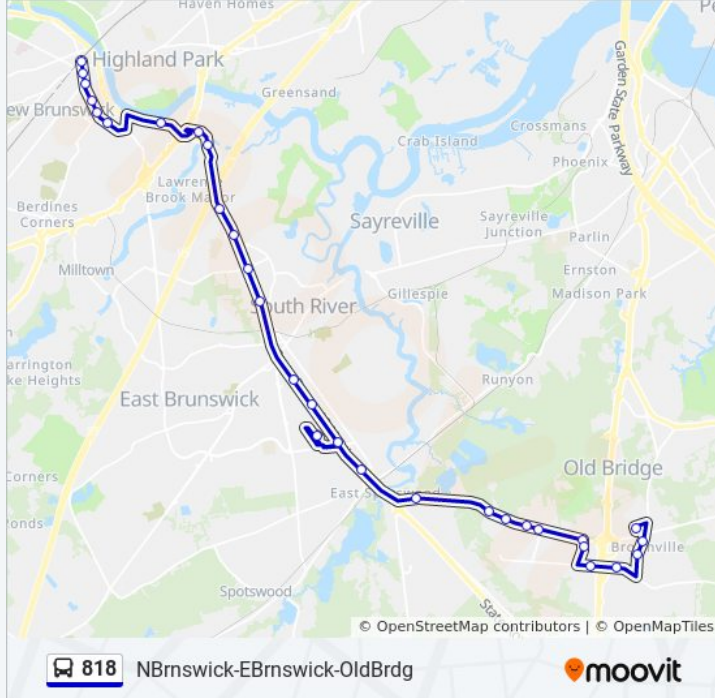 Haven Homes
Highland Park
Greensand
ew Brunswick
Crab Island
Crossmans
Garden State Parkway
Phoenix
Lawrence
Brook Manor
Berdines
Corners
Sayreville
Sayreville
Junction
Parlin
Milltown
Ernston
Gillespie
Madison Park
South River
arrington
ke Heights
Runyon
East Brunswick
Old Bridge
Corners
East Spotswood
onds
Brownville
Spotswood
State
© OpenStreetMap contributors | © OpenMapTiles
818 NBrnswick-EBrnswick-OldBrdg
moovit